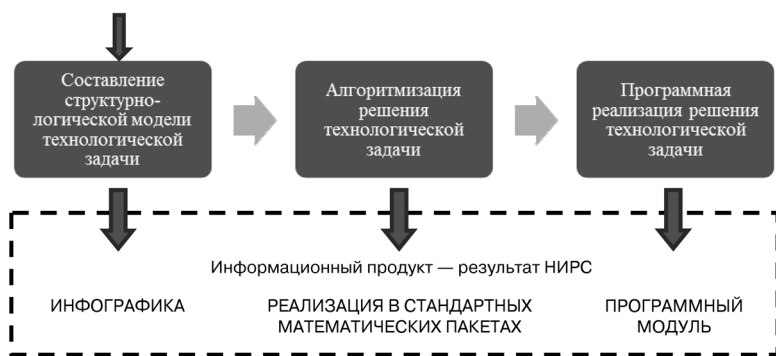 Составление
структурно-
логической модели
технологической
задачи
Алгоритмизация
решения
технологической
задачи
Программная
реализация решения
технологической
задачи
Информационный продукт — результат НИРС
ИНФОГРАФИКА
РЕАЛИЗАЦИЯ В СТАНДАРТНЫХ
МАТЕМАТИЧЕСКИХ ПАКЕТАХ
ПРОГРАММНЫЙ
МОДУЛЬ